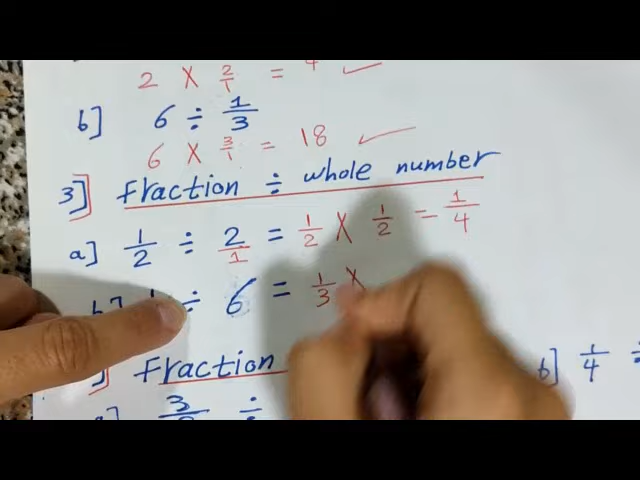 2 × 2/1 = 4 ✓
b] 6 ÷ 1/3
6 × 3/1 = 18 ✓
3] Fraction ÷ whole number
a] 1/2 ÷ 2/1 = 1/2 × 1/2 = 1/4
÷ 6 = 1/3 ×
Fraction
b] 1/4 ÷
3 ÷